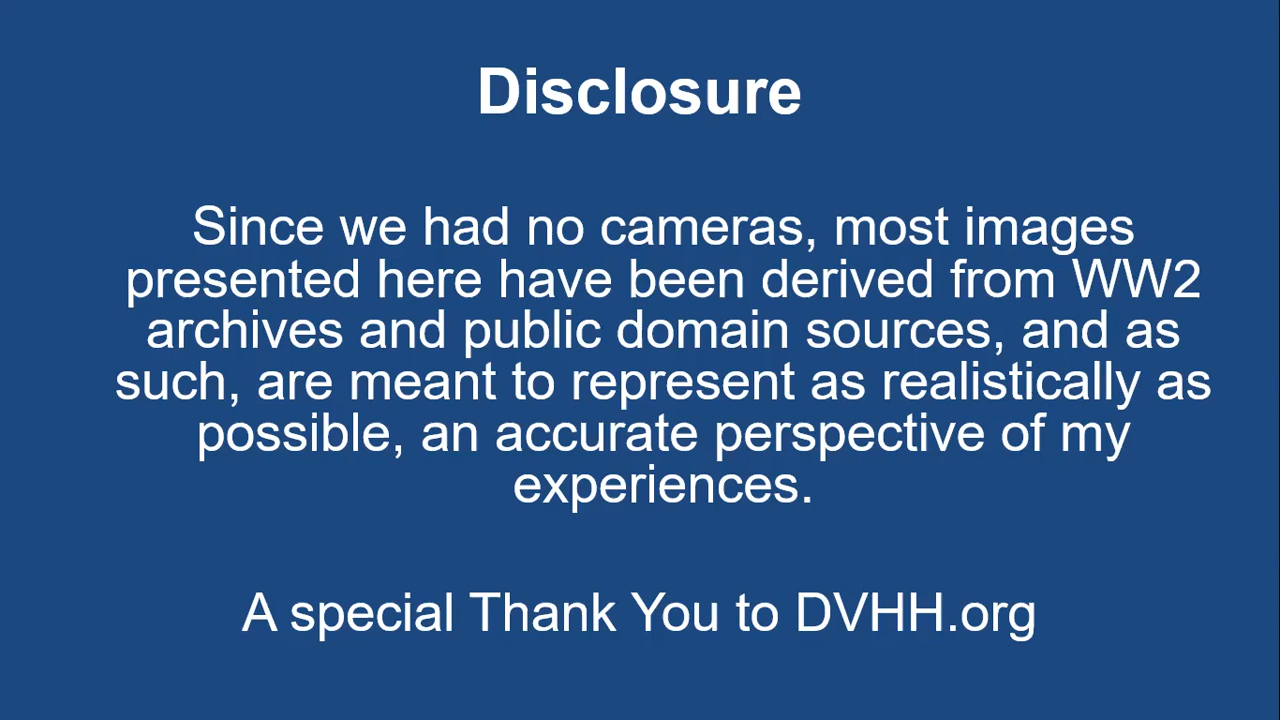 Disclosure
Since we had no cameras, most images
presented here have been derived from WW2
archives and public domain sources, and as
such, are meant to represent as realistically as
possible, an accurate perspective of my
experiences.
A special Thank You to DVHH.org